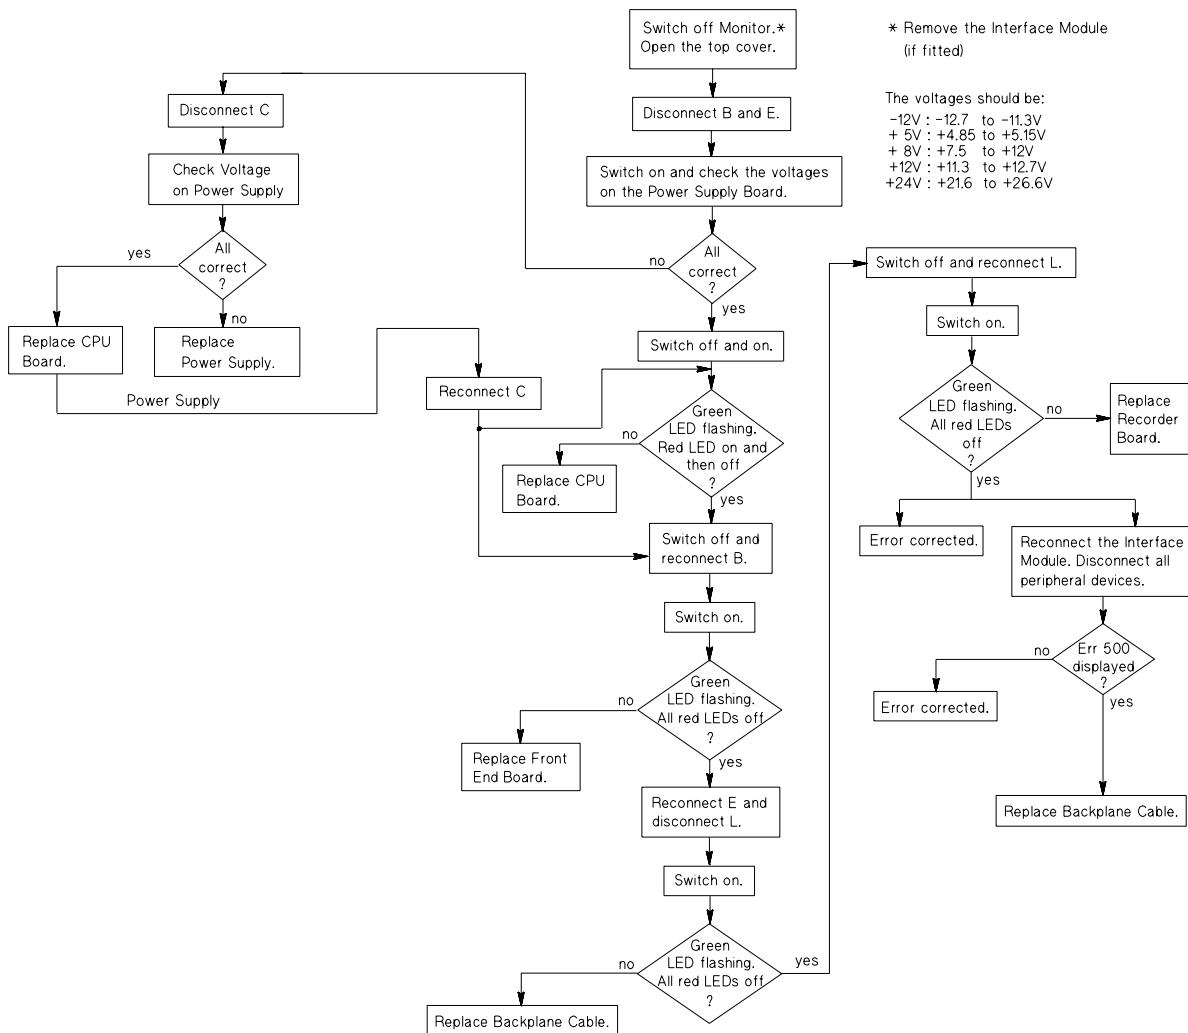 Switch off Monitor.*
Open the top cover.
* Remove the Interface Module
(if fitted)
Disconnect C
Disconnect B and E.
The voltages should be:
-12V : -12.7 to -11.3V
+ 5V : +4.85 to +5.15V
+ 8V : +7.5 to +12V
+12V : +11.3 to +12.7V
+24V : +21.6 to +26.6V
Check Voltage
on Power Supply
Switch on and check the voltages
on the Power Supply Board.
yes
All
correct
?
no
All
correct
?
Switch off and reconnect L.
no
yes
Replace CPU
Board.
Replace
Power Supply.
Switch off and on.
Switch on.
Power Supply
Reconnect C
Green
LED flashing.
Red LED on and
then off
?
no
yes
Replace CPU
Board.
Green
LED flashing.
All red LEDs
off
?
no
yes
Replace
Recorder
Board.
Switch off and
reconnect B.
Error corrected.
Reconnect the Interface
Module. Disconnect all
peripheral devices.
Switch on.
Err 500
displayed
?
no
yes
Error corrected.
Green
LED flashing.
All red LEDs off
?
no
yes
Replace Front
End Board.
Reconnect E and
disconnect L.
Replace Backplane Cable.
Switch on.
Green
LED flashing.
All red LEDs off
?
no
yes
Replace Backplane Cable.